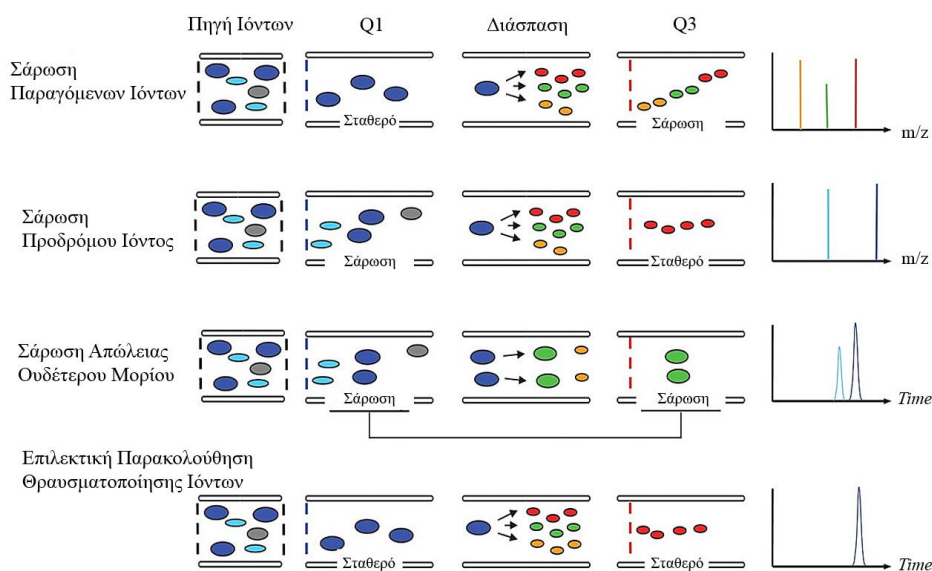 Πηγή Ιόντων
Q1
Διάσπαση
Q3
Σάρωση
Παραγόμενων Ιόντων
Σταθερό
Σάρωση
m/z
Σάρωση
Προδρόμου Ιόντος
Σάρωση
Σταθερό
m/z
Σάρωση Απώλειας
Ουδέτερου Μορίου
Σάρωση
Σάρωση
Time
Επιλεκτική Παρακολούθηση
Θραυσματοποίησης Ιόντων
Σταθερό
Σταθερό
Time